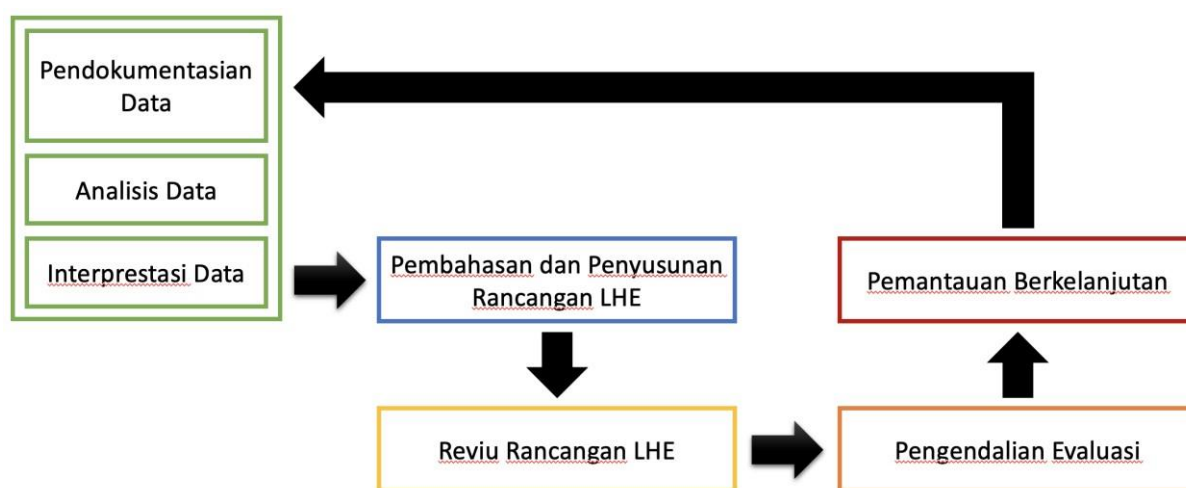 Pendokumentasian
Data
Analisis Data
Interprestasi Data
Pembahasan dan Penyusunan
Rancangan LHE
Pemantauan Berkelanjutan
Reviu Rancangan LHE
Pengendalian Evaluasi